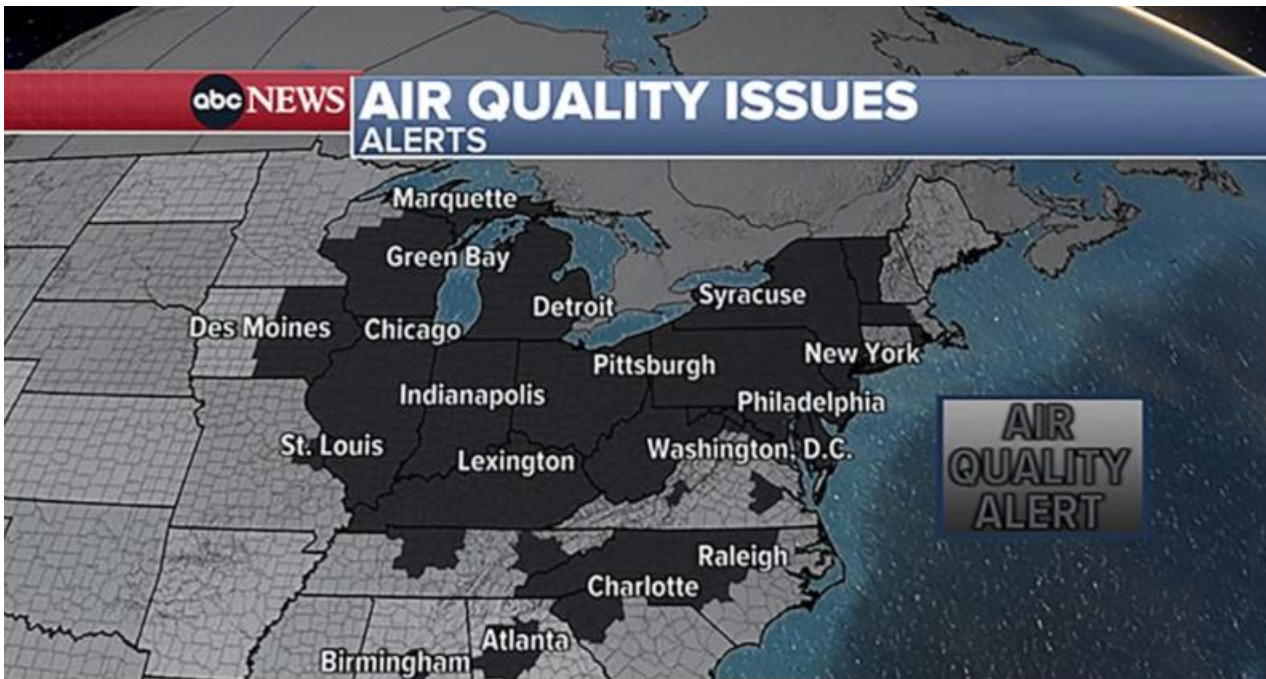 abc NEWS
AIR QUALITY ISSUES
ALERTS
Marquette
Green Bay
Detroit
Syracuse
Des Moines
Chicago
Pittsburgh
New York
Indianapolis
Philadelphia
St. Louis
Lexington
Washington, D.C.
Raleigh
Charlotte
Atlanta
Birmingham
AIR
QUALITY
ALERT